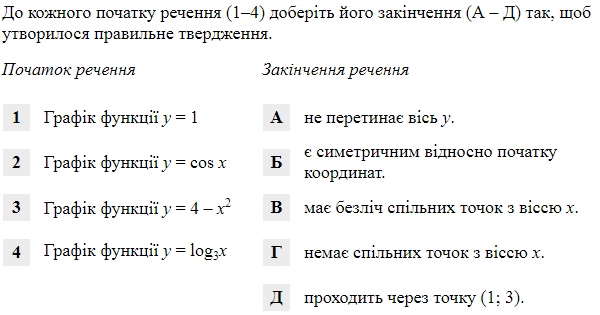 До кожного початку речення (1–4) доберіть його закінчення (А – Д) так, щоб
утворилося правильне твердження.
Початок речення Закінчення речення
1 Графік функції y = 1 А не перетинає вісь y.
2 Графік функції y = cos x Б є симетричним відносно початку
координат.
3 Графік функції y = 4 – x² В має безліч спільних точок з віссю x.
4 Графік функції y = log₃x Г немає спільних точок з віссю x.
Д проходить через точку (1; 3).